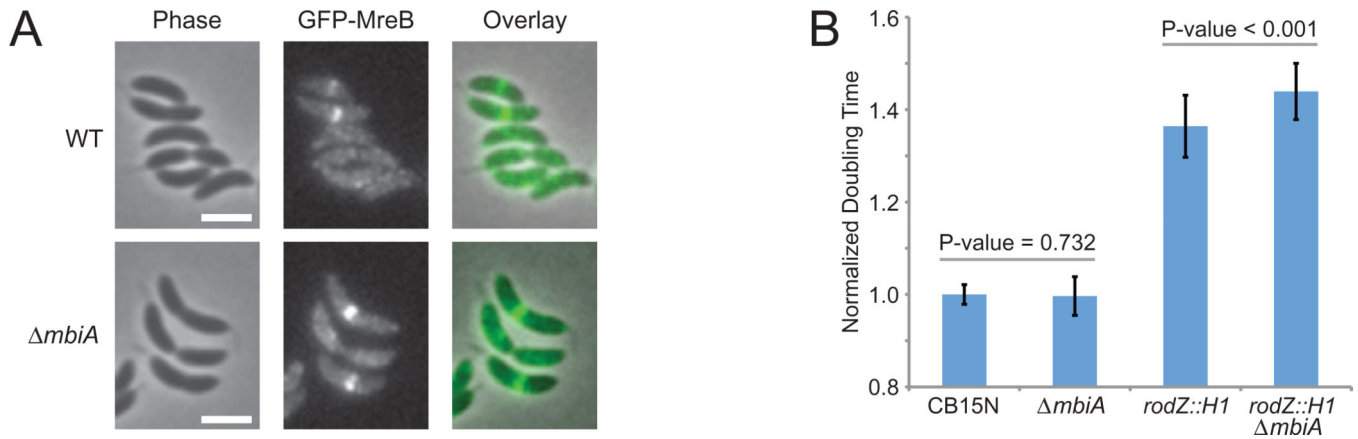 A
Phase
GFP-MreB
Overlay
WT
ΔmbiA
B
Normalized Doubling Time
1.6
1.4
1.2
1.0
0.8
P-value = 0.732
P-value < 0.001
CB15N
ΔmbiA
rodZ::H1
rodZ::H1
ΔmbiA